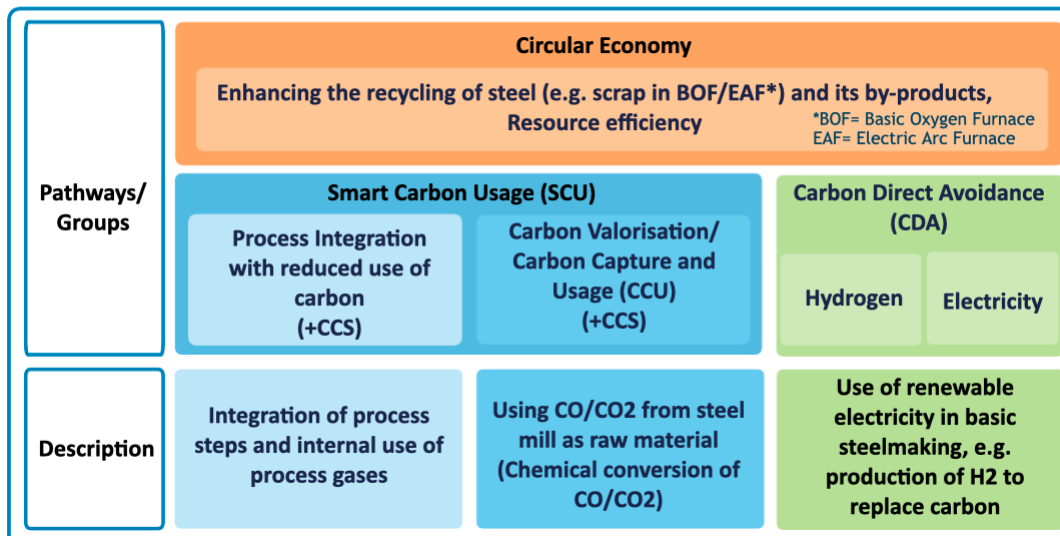 Circular Economy
Enhancing the recycling of steel (e.g. scrap in BOF/EAF*) and its by-products,
Resource efficiency
*BOF= Basic Oxygen Furnace
EAF= Electric Arc Furnace
Pathways/
Groups
Smart Carbon Usage (SCU)
Process Integration
with reduced use of
carbon
(+CCS)
Carbon Valorisation/
Carbon Capture and
Usage (CCU)
(+CCS)
Carbon Direct Avoidance
(CDA)
Hydrogen
Electricity
Description
Integration of process
steps and internal use of
process gases
Using CO/CO2 from steel
mill as raw material
(Chemical conversion of
CO/CO2)
Use of renewable
electricity in basic
steelmaking, e.g.
production of H2 to
replace carbon